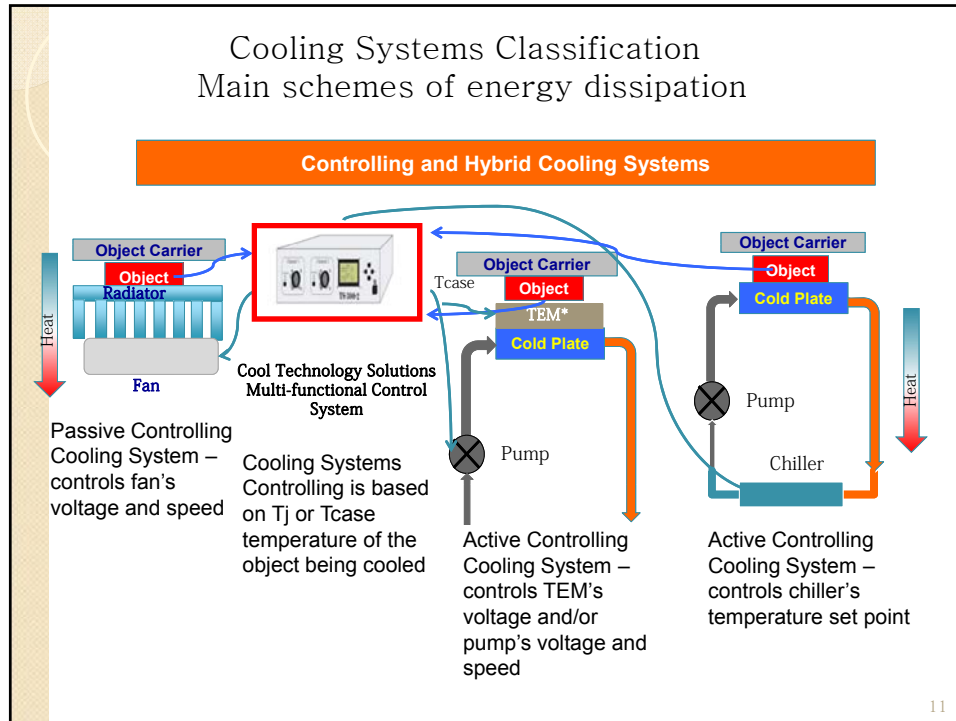 Cooling Systems Classification
Main schemes of energy dissipation
Controlling and Hybrid Cooling Systems
Object Carrier
Object
Radiator
Heat
Fan
Passive Controlling
Cooling System –
controls fan's
voltage and speed
Cool Technology Solutions
Multi-functional Control
System
Cooling Systems
Controlling is based
on Tj or Tcase
temperature of the
object being cooled
Tcase
Object Carrier
Object
TEM*
Cold Plate
Pump
Active Controlling
Cooling System –
controls TEM's
voltage and/or
pump's voltage and
speed
Object Carrier
Object
Cold Plate
Pump
Heat
Chiller
Active Controlling
Cooling System –
controls chiller's
temperature set point
11